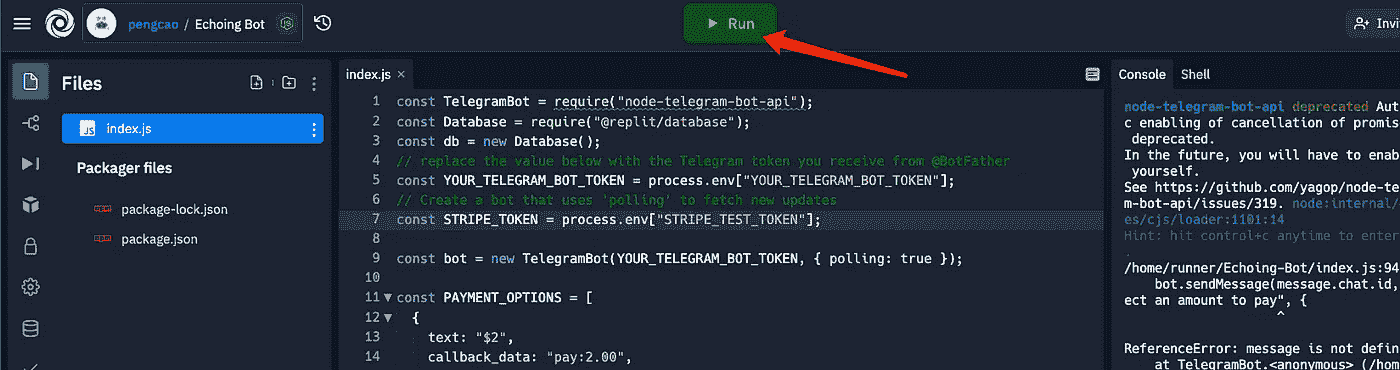 pengcao / Echoing Bot
Run
Invi
Files
index.js
Packager files
package-lock.json
package.json
index.js ×
1 const TelegramBot = require("node-telegram-bot-api");
2 const Database = require("@replit/database");
3 const db = new Database();
4 // replace the value below with the Telegram token you receive from @BotFather
5 const YOUR_TELEGRAM_BOT_TOKEN = process.env["YOUR_TELEGRAM_BOT_TOKEN"];
6 // Create a bot that uses 'polling' to fetch new updates
7 const STRIPE_TOKEN = process.env["STRIPE_TEST_TOKEN"];
8
9 const bot = new TelegramBot(YOUR_TELEGRAM_BOT_TOKEN, { polling: true });
10
11 const PAYMENT_OPTIONS = [
12 {
13 text: "$2",
14 callback_data: "pay:2.00",
Console Shell
node-telegram-bot-api deprecated Aut
c enabling of cancellation of promis
deprecated.
In the future, you will have to enab
yourself.
See https://github.com/yagop/node-te
m-bot-api/issues/319. node:internal/
es/cjs/loader:1101:14
Hint: hit control+c anytime to enter
.
/home/runner/Echoing-Bot/index.js:94
bot.sendMessage(message.chat.id,
ect an amount to pay", {
^
ReferenceError: message is not defin
at TelegramBot.<anonymous> (/hom